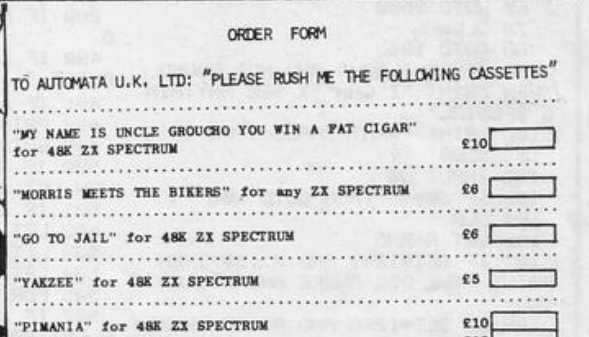 ORDER FORM
TO AUTOMATA U.K. LTD: "PLEASE RUSH ME THE FOLLOWING CASSETTES"
"MY NAME IS UNCLE GROUCHO YOU WIN A FAT CIGAR"
for 48K ZX SPECTRUM £10
"MORRIS MEETS THE BIKERS" for any ZX SPECTRUM £6
"GO TO JAIL" for 48K ZX SPECTRUM £6
"YAKZEE" for 48K ZX SPECTRUM £5
"PIMANIA" for 48K ZX SPECTRUM £10